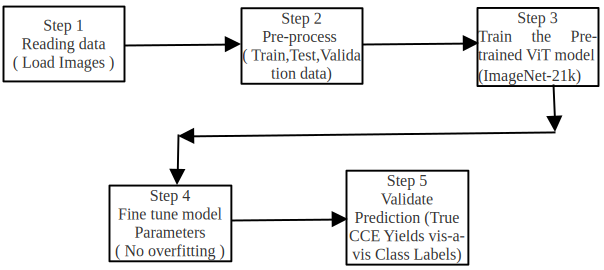 Step 1
Reading data
( Load Images )
Step 2
Pre-process
( Train,Test,Valida
tion data)
Step 3
Train the Pre-
trained ViT model
(ImageNet-21k)
Step 4
Fine tune model
Parameters
( No overfitting )
Step 5
Validate
Prediction (True
CCE Yields vis-a-
vis Class Labels)